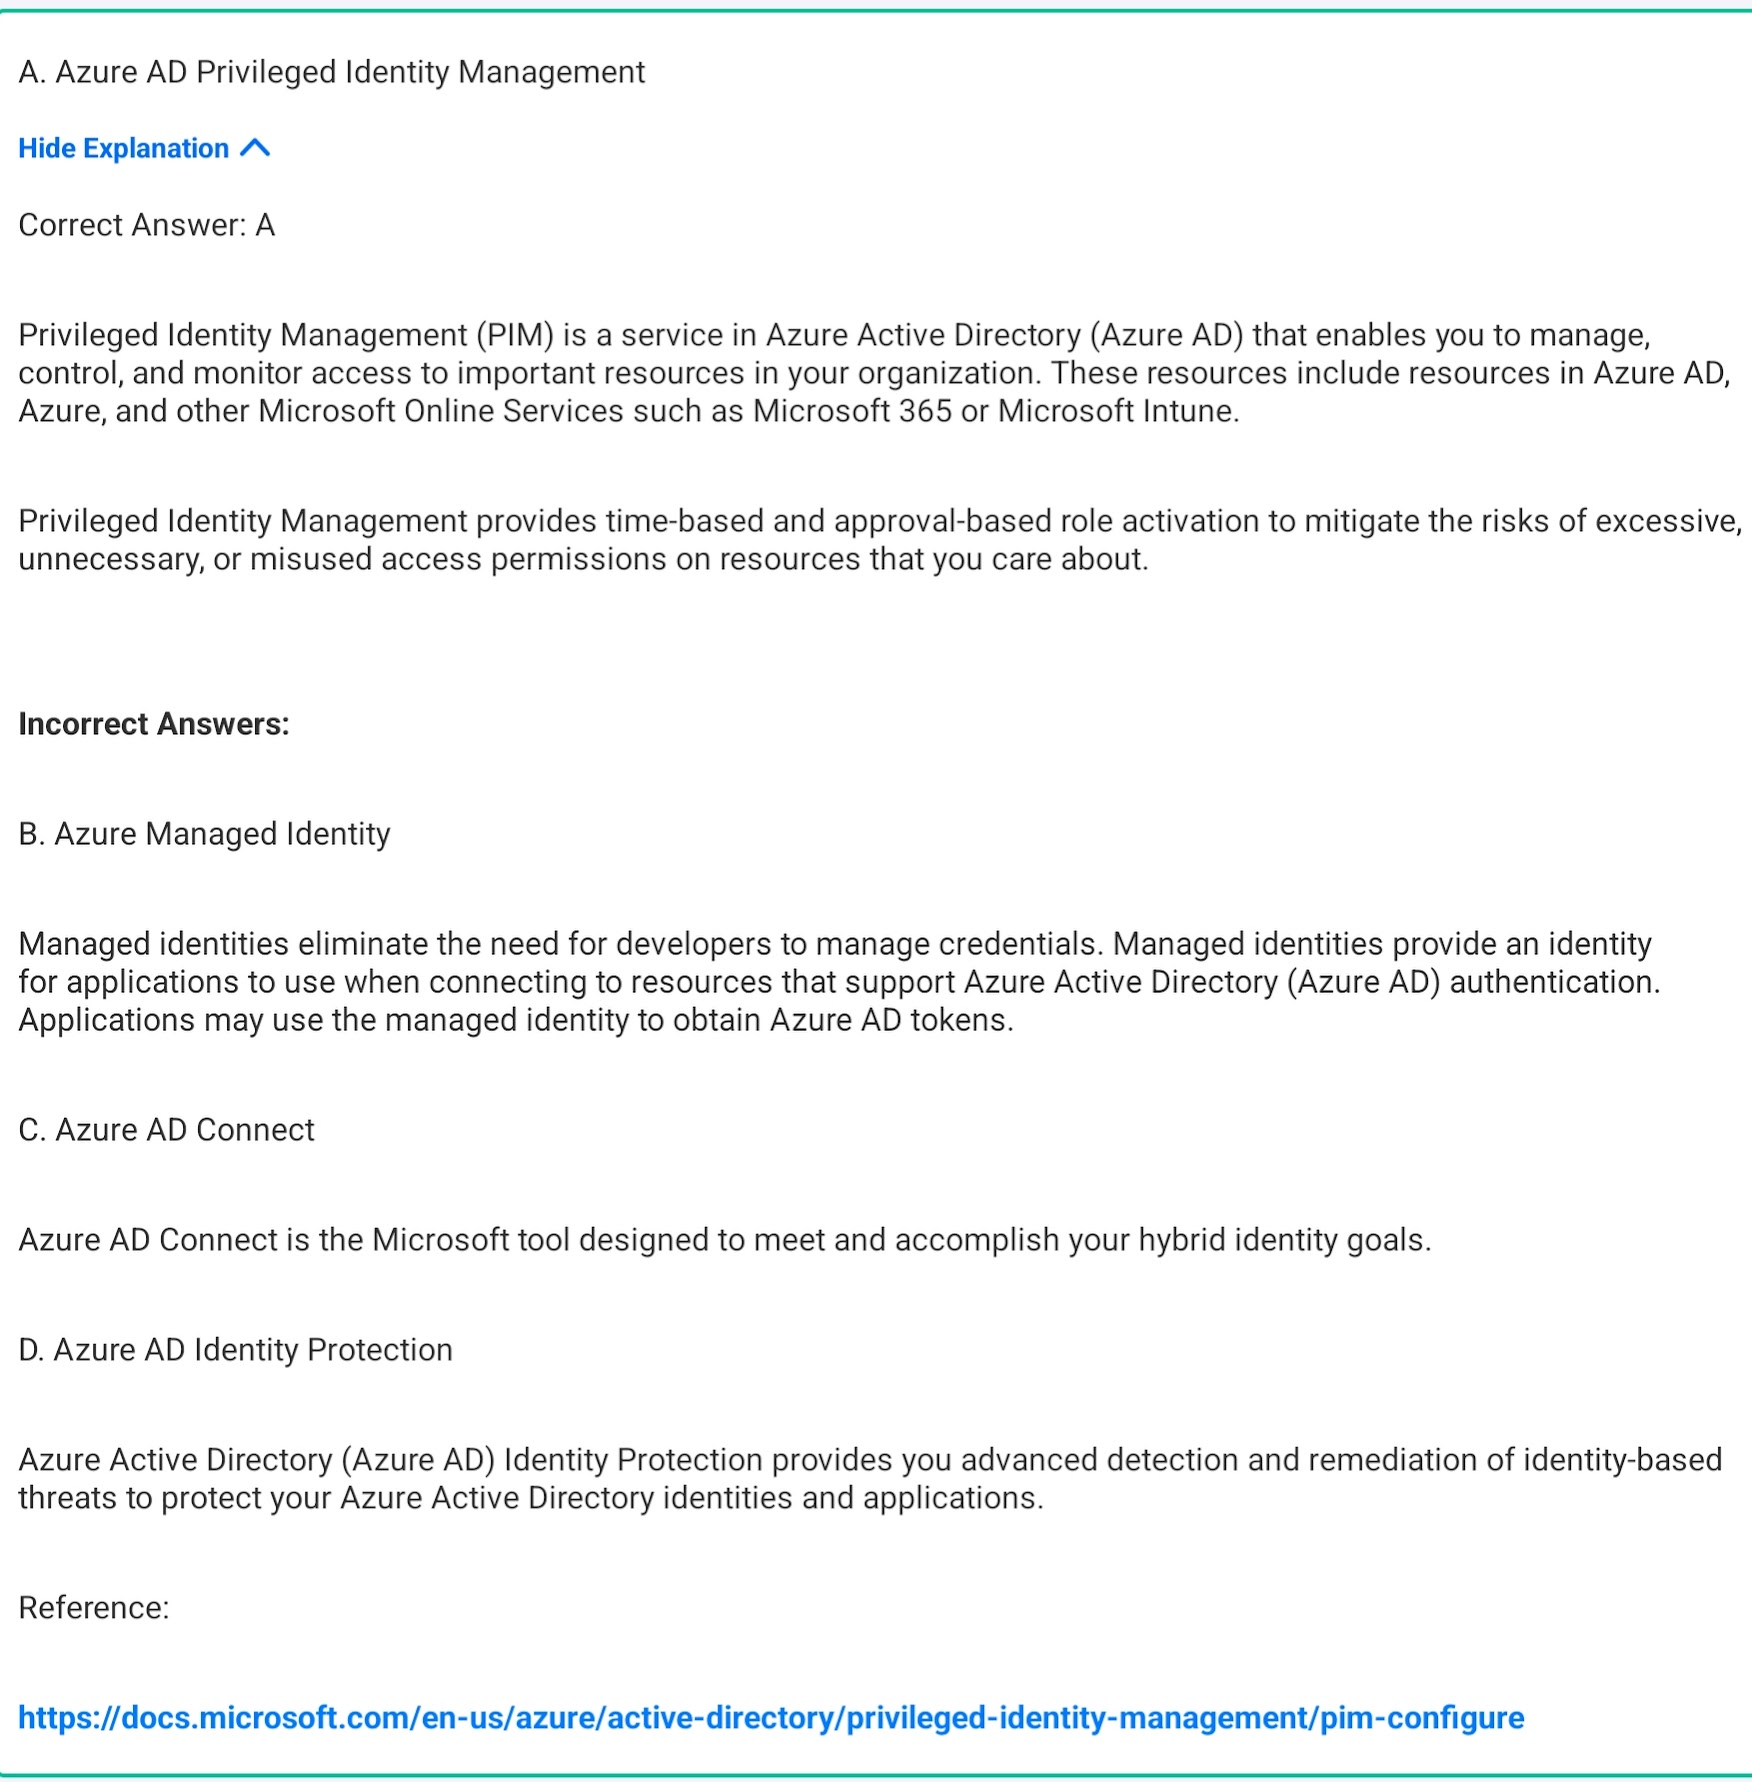 A. Azure AD Privileged Identity Management
Hide Explanation
Correct Answer: A
Privileged Identity Management (PIM) is a service in Azure Active Directory (Azure AD) that enables you to manage,
control, and monitor access to important resources in your organization. These resources include resources in Azure AD,
Azure, and other Microsoft Online Services such as Microsoft 365 or Microsoft Intune.
Privileged Identity Management provides time-based and approval-based role activation to mitigate the risks of excessive,
unnecessary, or misused access permissions on resources that you care about.
Incorrect Answers:
B. Azure Managed Identity
Managed identities eliminate the need for developers to manage credentials. Managed identities provide an identity
for applications to use when connecting to resources that support Azure Active Directory (Azure AD) authentication.
Applications may use the managed identity to obtain Azure AD tokens.
C. Azure AD Connect
Azure AD Connect is the Microsoft tool designed to meet and accomplish your hybrid identity goals.
D. Azure AD Identity Protection
Azure Active Directory (Azure AD) Identity Protection provides you advanced detection and remediation of identity-based
threats to protect your Azure Active Directory identities and applications.
Reference:
https://docs.microsoft.com/en-us/azure/active-directory/privileged-identity-management/pim-configure